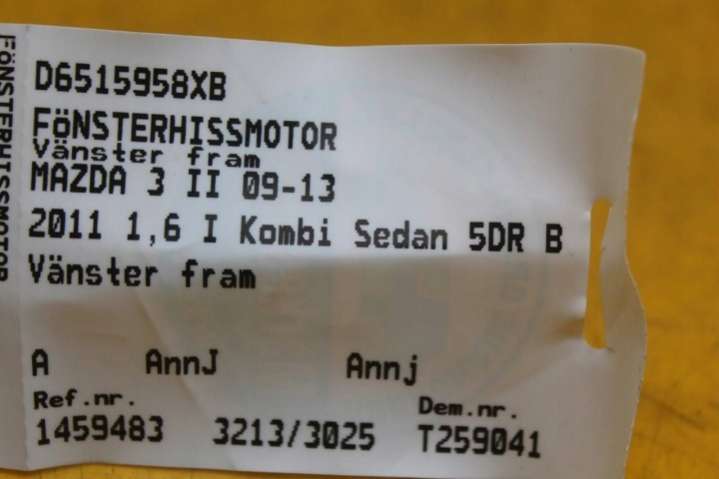 D6515958XB
FöNSTERHISSMOTOR
Vänster fram
MAZDA 3 II 09-13
2011 1,6 I Kombi Sedan 5DR B
Vänster fram
A AnnJ Annj
Ref.nr. Dem.nr.
1459483 3213/3025 T259041
FöNSTERHISSMOTOR